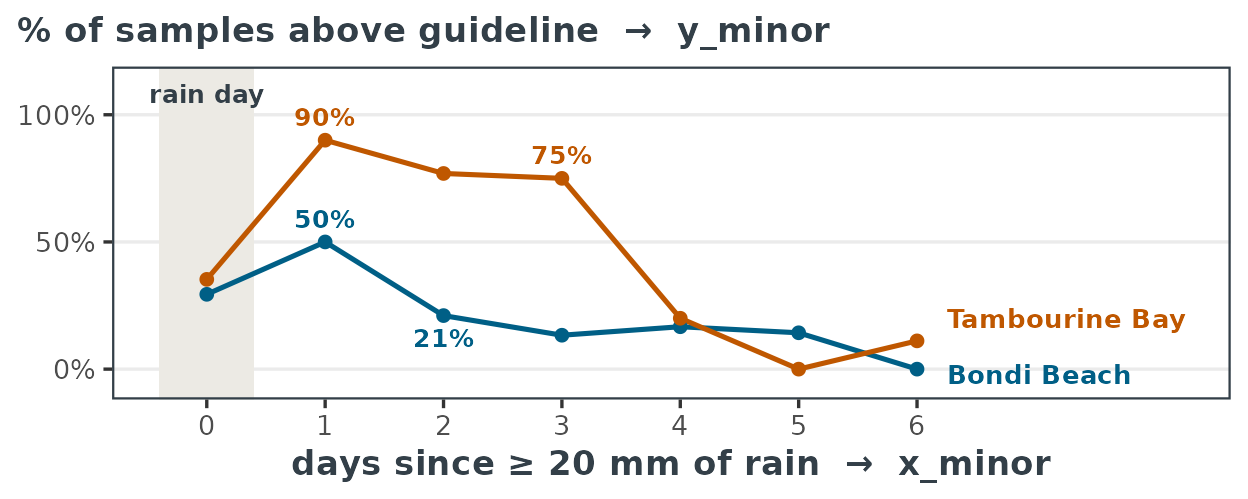 % of samples above guideline → y_minor
rain day
100%
90%
75%
50%
50%
21%
Tambourine Bay
0%
Bondi Beach
0 1 2 3 4 5 6
days since ≥ 20 mm of rain → x_minor